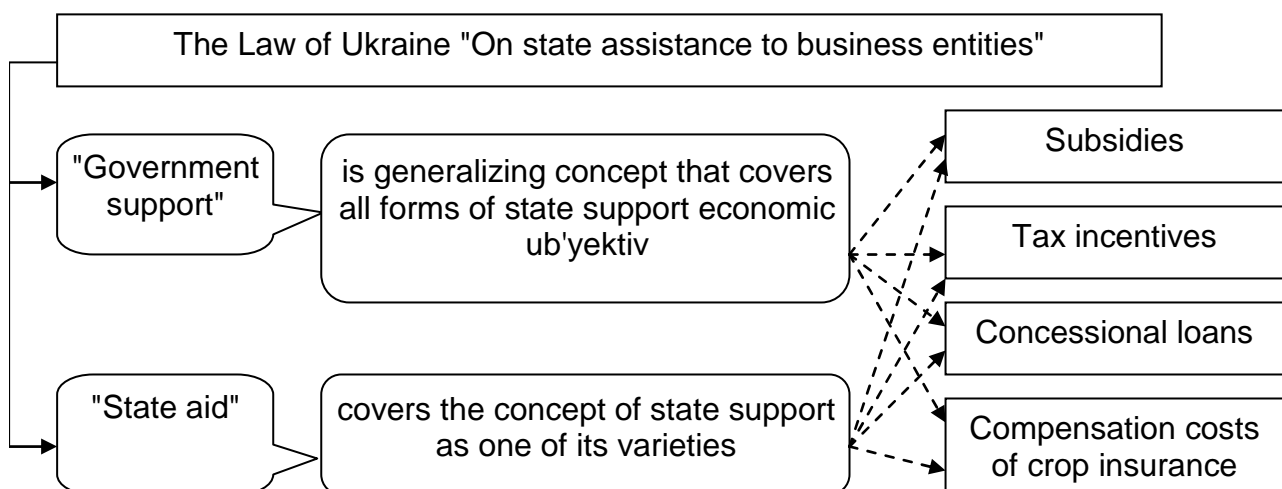 The Law of Ukraine "On state assistance to business entities"
"Government
support"
is generalizing concept that covers
all forms of state support economic
ub'yektiv
Subsidies
Tax incentives
Concessional loans
"State aid"
covers the concept of state support
as one of its varieties
Compensation costs
of crop insurance